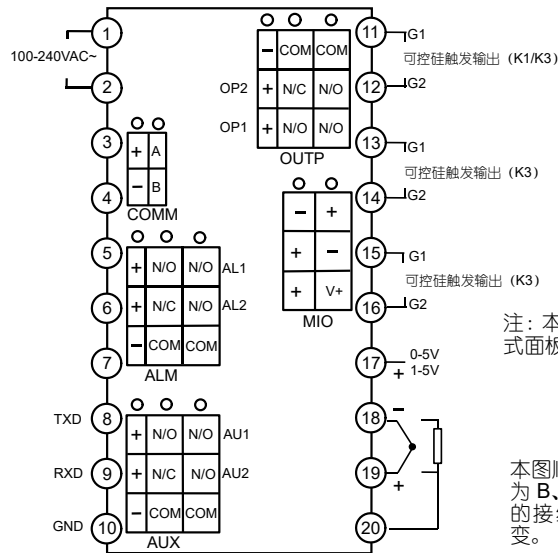 1
100-240VAC~
2
3
+ A
4
− B
COMM
5
+ N/O N/O AL1
6
+ N/C N/O AL2
7
− COM COM
ALM
TXD 8
+ N/O N/O AU1
RXD 9
+ N/C N/O AU2
GND 10
− COM COM
AUX
− COM COM
OP2 + N/C N/O
OP1 + N/O N/O
OUTP
− +
+ −
+ V+
MIO
11 G1
可控硅触发输出 (K1/K3)
12 G2
13 G1
可控硅触发输出 (K3)
14 G2
15 G1
可控硅触发输出 (K3)
16 G2
17 0-5V
+ 1-5V
18 −
19 +
20
注：本
式面板
本图
为 B、
的接
变。